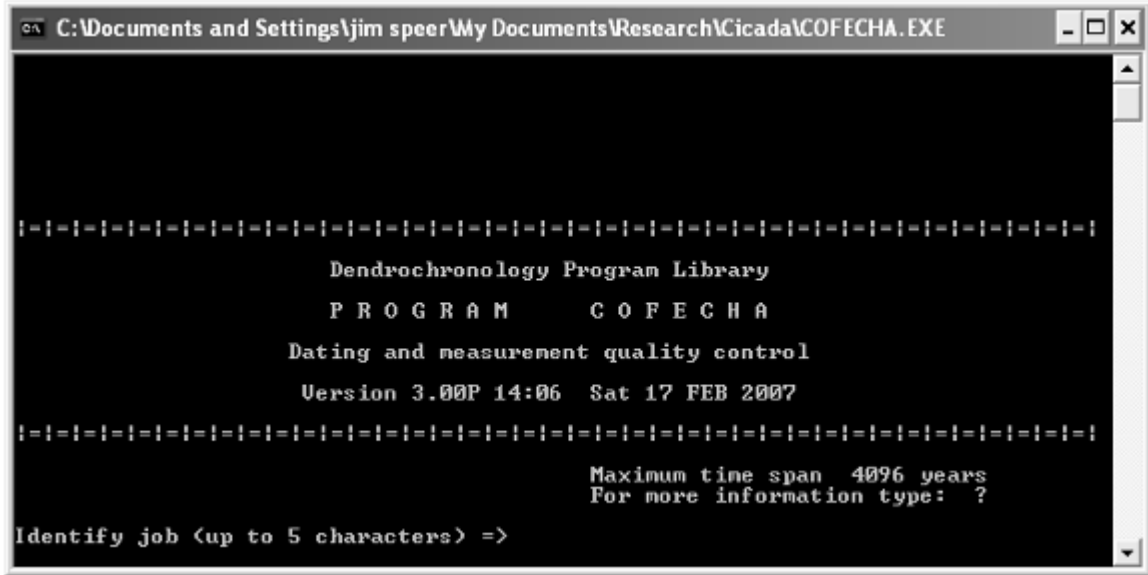 C:\Documents and Settings\jim speer\My Documents\Research\Cicada\COFECHA.EXE
|=|=|=|=|=|=|=|=|=|=|=|=|=|=|=|=|=|=|=|=|=|=|=|=|=|=|=|=|=|=|=|=|=|=|=|=|=|=|=|=|
Dendrochronology Program Library
P R O G R A M C O F E C H A
Dating and measurement quality control
Version 3.00P 14:06 Sat 17 FEB 2007
|=|=|=|=|=|=|=|=|=|=|=|=|=|=|=|=|=|=|=|=|=|=|=|=|=|=|=|=|=|=|=|=|=|=|=|=|=|=|=|=|
Maximum time span 4096 years
For more information type: ?
Identify job (up to 5 characters) =>